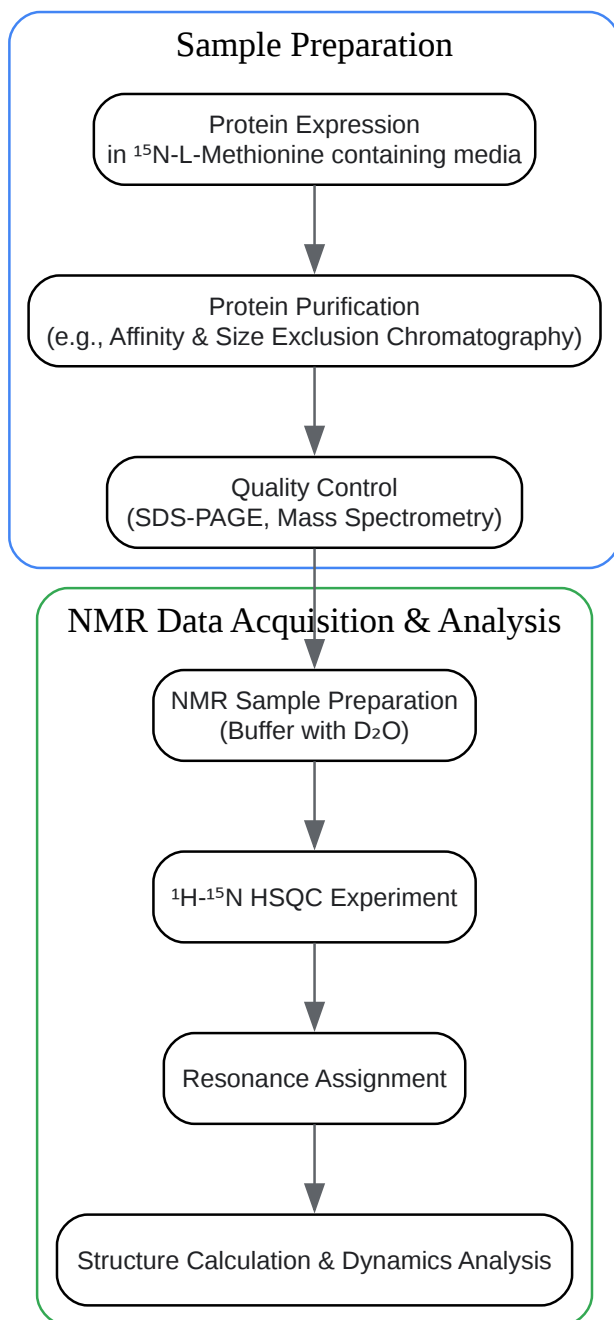 Sample Preparation
Protein Expression
in ¹⁵N-L-Methionine containing media
Protein Purification
(e.g., Affinity & Size Exclusion Chromatography)
Quality Control
(SDS-PAGE, Mass Spectrometry)
NMR Data Acquisition & Analysis
NMR Sample Preparation
(Buffer with D₂O)
¹H-¹⁵N HSQC Experiment
Resonance Assignment
Structure Calculation & Dynamics Analysis